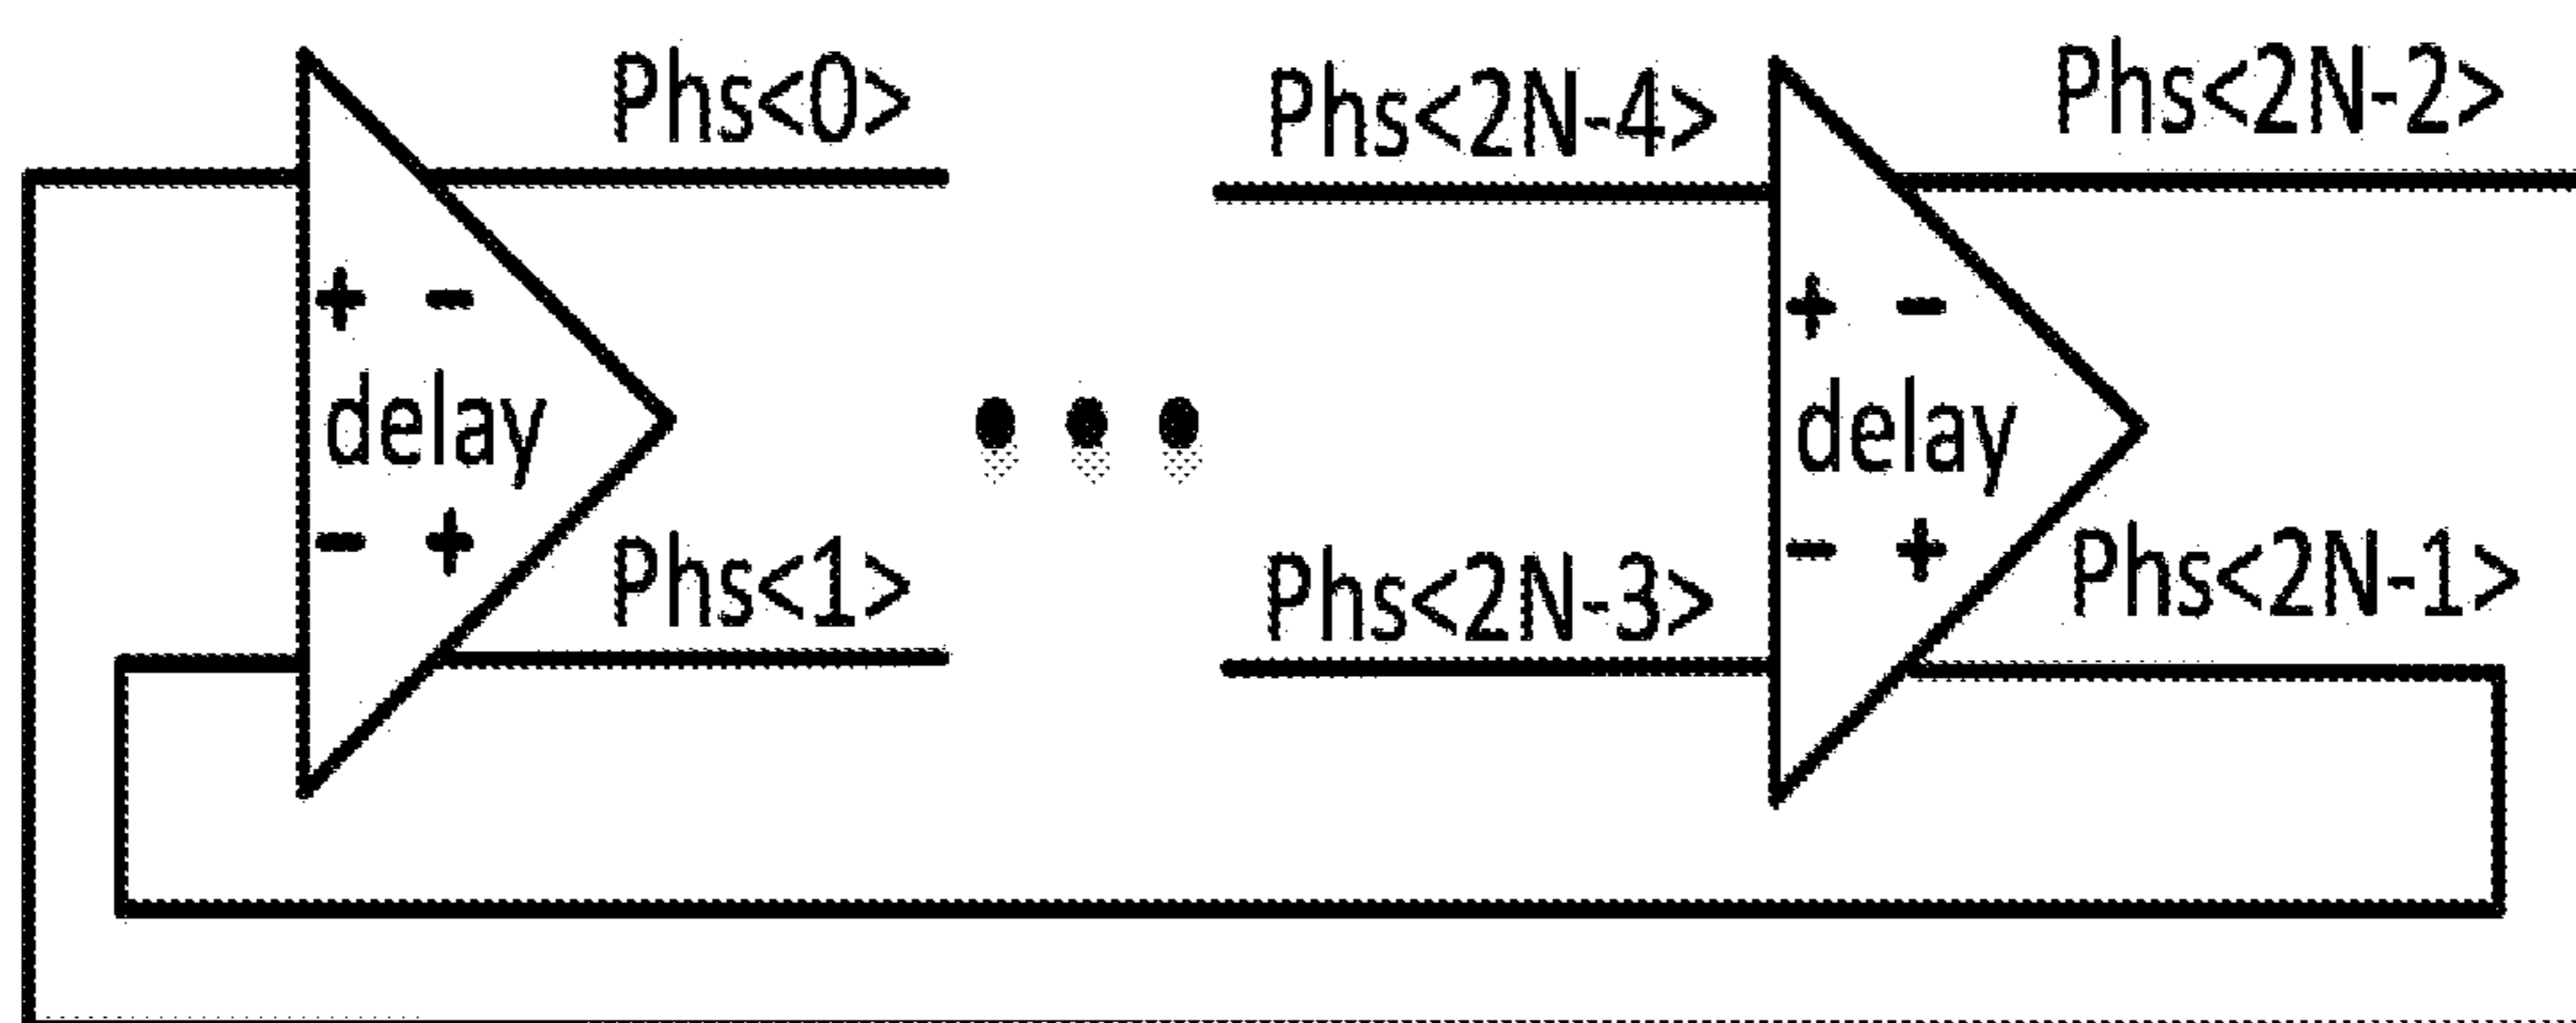 Phs<0>
Phs<2N-4>
Phs<2N-2>
+ -
delay
- +
+ -
delay
- +
Phs<1>
Phs<2N-3>
Phs<2N-1>